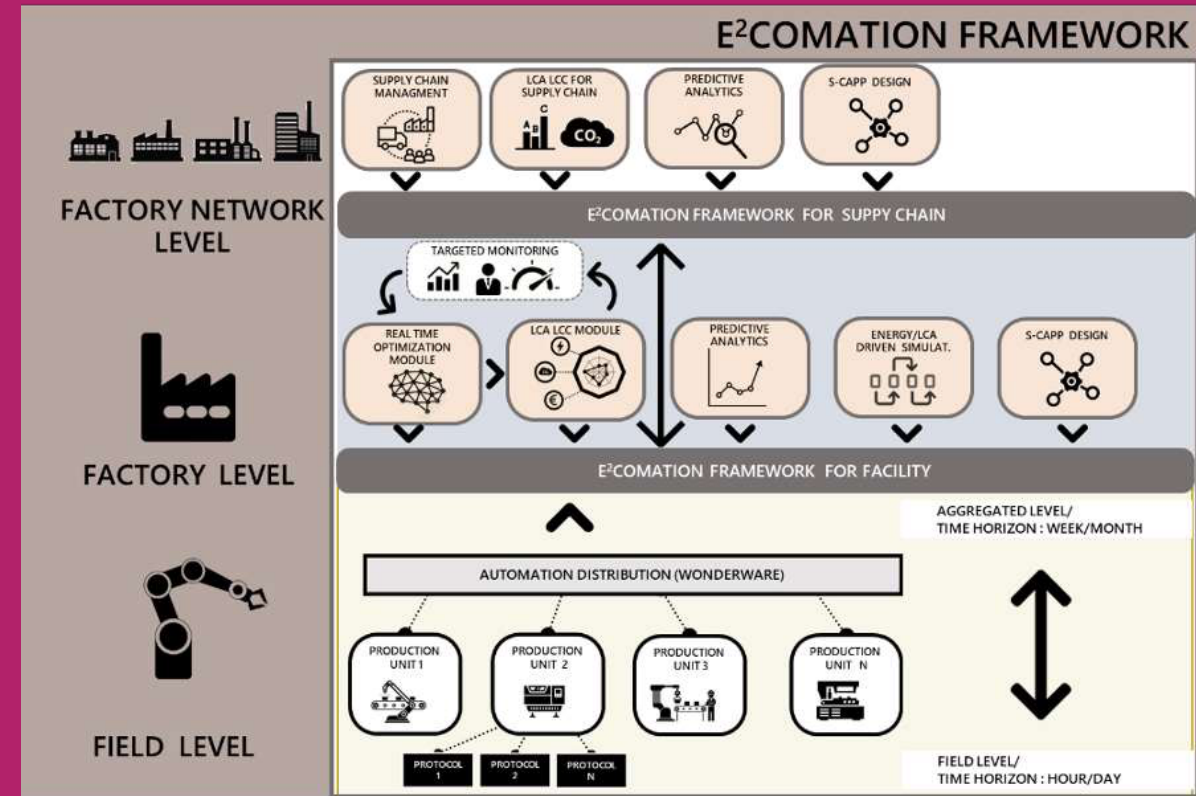 E²COMATION FRAMEWORK
FACTORY NETWORK
LEVEL
SUPPLY CHAIN
MANAGMENT
LCA LCC FOR
SUPPLY CHAIN
A B C
CO₂
PREDICTIVE
ANALYTICS
S-CAPP DESIGN
E²COMATION FRAMEWORK FOR SUPPY CHAIN
TARGETED MONITORING
FACTORY LEVEL
REAL TIME
OPTIMIZATION
MODULE
LCA LCC MODULE
€
PREDICTIVE
ANALYTICS
ENERGY/LCA
DRIVEN SIMULAT.
S-CAPP DESIGN
E²COMATION FRAMEWORK FOR FACILITY
AGGREGATED LEVEL/
TIME HORIZON : WEEK/MONTH
AUTOMATION DISTRIBUTION (WONDERWARE)
FIELD LEVEL
PRODUCTION
UNIT 1
PRODUCTION
UNIT 2
PRODUCTION
UNIT 3
PRODUCTION
UNIT N
PROTOCOL
1
PROTOCOL
2
PROTOCOL
N
FIELD LEVEL/
TIME HORIZON : HOUR/DAY